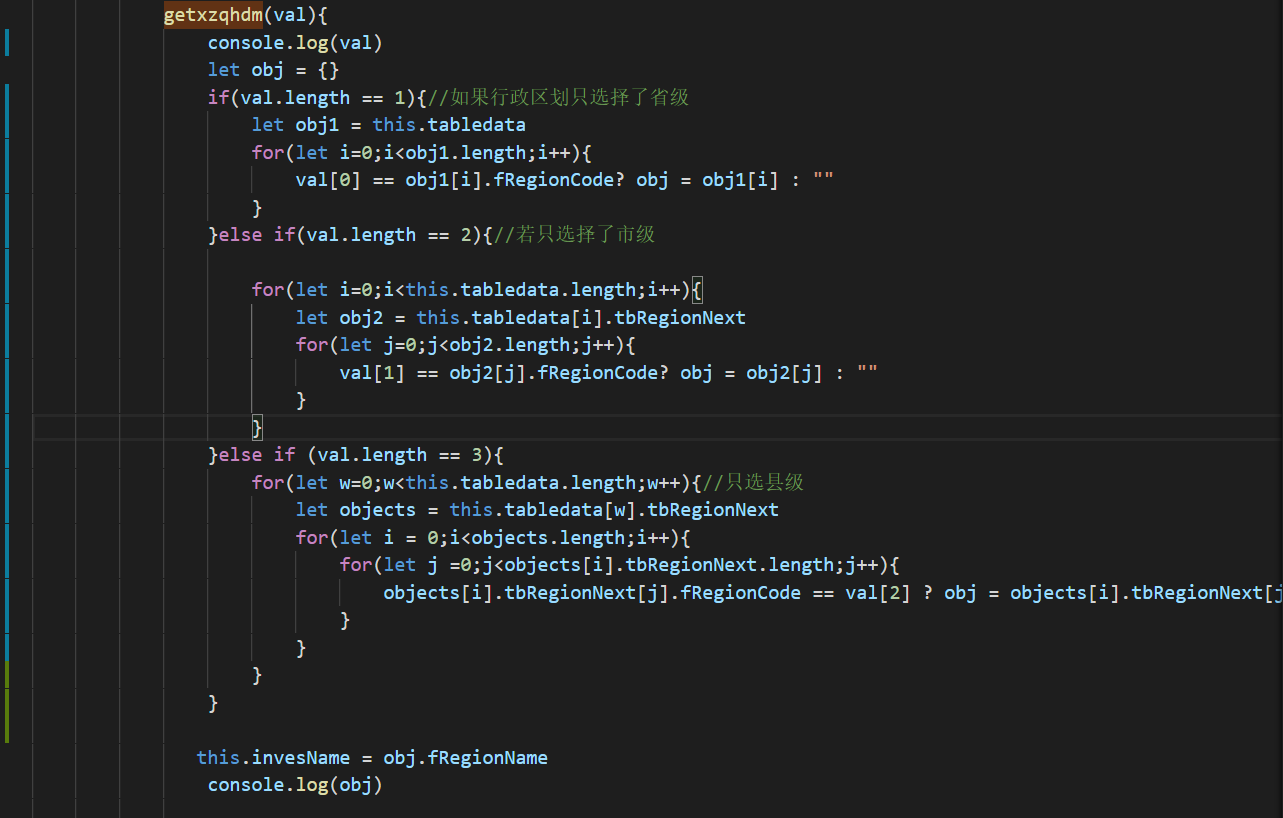 getxzqhdm(val){
console.log(val)
let obj = {}
if(val.length == 1){//如果行政区划只选择了省级
let obj1 = this.tabledata
for(let i=0;i<obj1.length;i++){
val[0] == obj1[i].fRegionCode? obj = obj1[i] : ""
}
}else if(val.length == 2){//若只选择了市级
for(let i=0;i<this.tabledata.length;i++){
let obj2 = this.tabledata[i].tbRegionNext
for(let j=0;j<obj2.length;j++){
val[1] == obj2[j].fRegionCode? obj = obj2[j] : ""
}
}
}else if (val.length == 3){
for(let w=0;w<this.tabledata.length;w++){//只选县级
let objects = this.tabledata[w].tbRegionNext
for(let i = 0;i<objects.length;i++){
for(let j =0;j<objects[i].tbRegionNext.length;j++){
objects[i].tbRegionNext[j].fRegionCode == val[2] ? obj = objects[i].tbRegionNext[j
}
}
}
}
this.invesName = obj.fRegionName
console.log(obj)